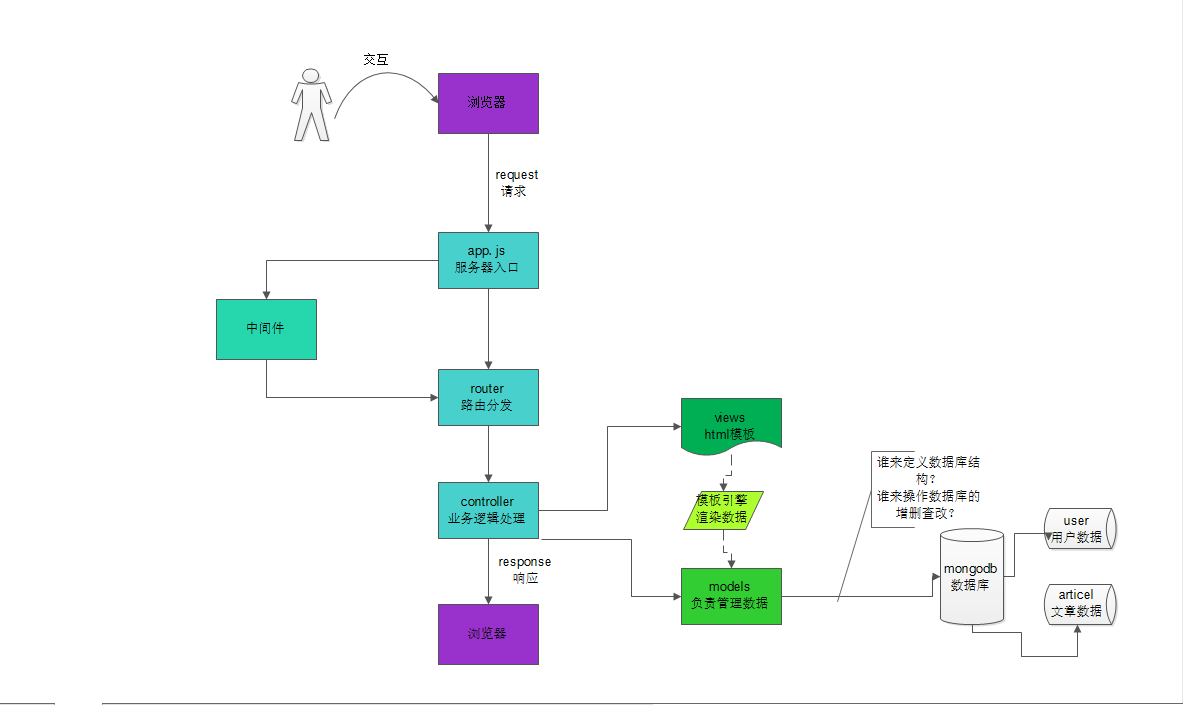 交互
浏览器
request
请求
app.js
服务器入口
中间件
router
路由分发
views
html模板
谁来定义数据库结
构?
谁来操作数据库的
增删查改?
controller
业务逻辑处理
模板引擎
渲染数据
user
用户数据
response
响应
models
负责管理数据
mongodb
数据库
articel
文章数据
浏览器